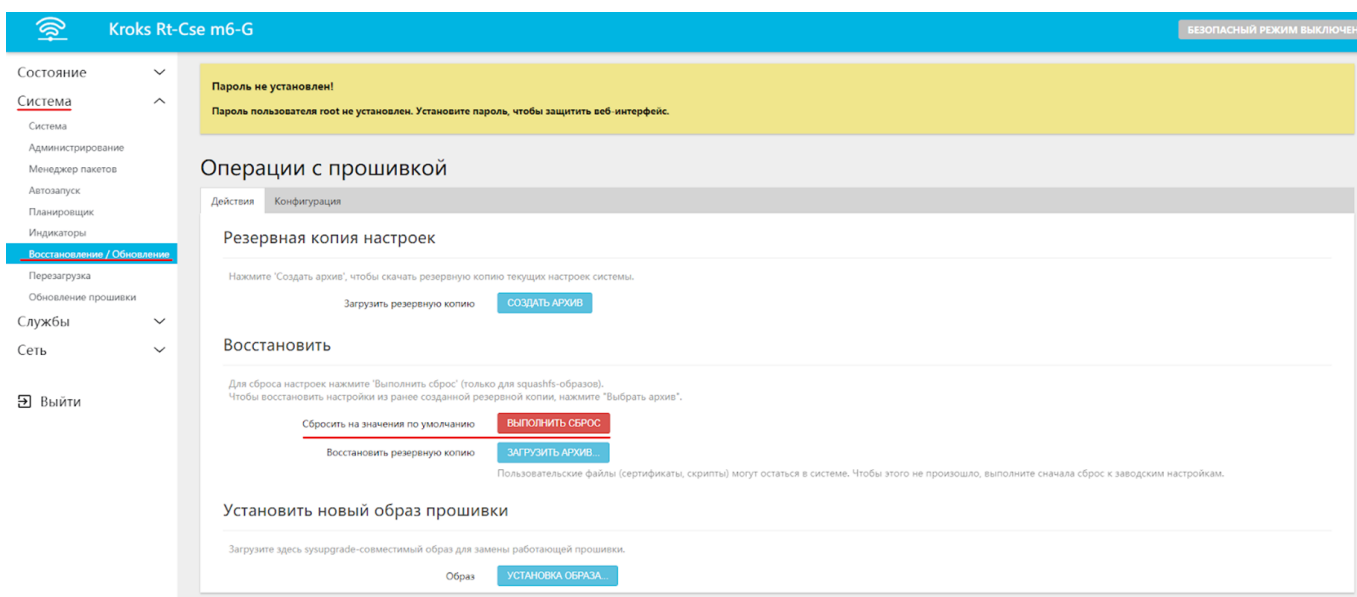 Kroks Rt-Cse m6-G
БЕЗОПАСНЫЙ РЕЖИМ ВЫКЛЮЧЕН
Состояние
Система
Система
Администрирование
Менеджер пакетов
Автозапуск
Планировщик
Индикаторы
Восстановление / Обновление
Перезагрузка
Обновление прошивки
Службы
Сеть
Выйти
Пароль не установлен!
Пароль пользователя root не установлен. Установите пароль, чтобы защитить веб-интерфейс.
Операции с прошивкой
Действия Конфигурация
Резервная копия настроек
Нажмите 'Создать архив', чтобы скачать резервную копию текущих настроек системы.
Загрузить резервную копию СОЗДАТЬ АРХИВ
Восстановить
Для сброса настроек нажмите 'Выполнить сброс' (только для squashfs-образов).
Чтобы восстановить настройки из ранее созданной резервной копии, нажмите "Выбрать архив".
Сбросить на значения по умолчанию ВЫПОЛНИТЬ СБРОС
Восстановить резервную копию ЗАГРУЗИТЬ АРХИВ...
Пользовательские файлы (сертификаты, скрипты) могут остаться в системе. Чтобы этого не произошло, выполните сначала сброс к заводским настройкам.
Установить новый образ прошивки
Загрузите здесь sysupgrade-совместимый образ для замены работающей прошивки.
Образ УСТАНОВКА ОБРАЗА...